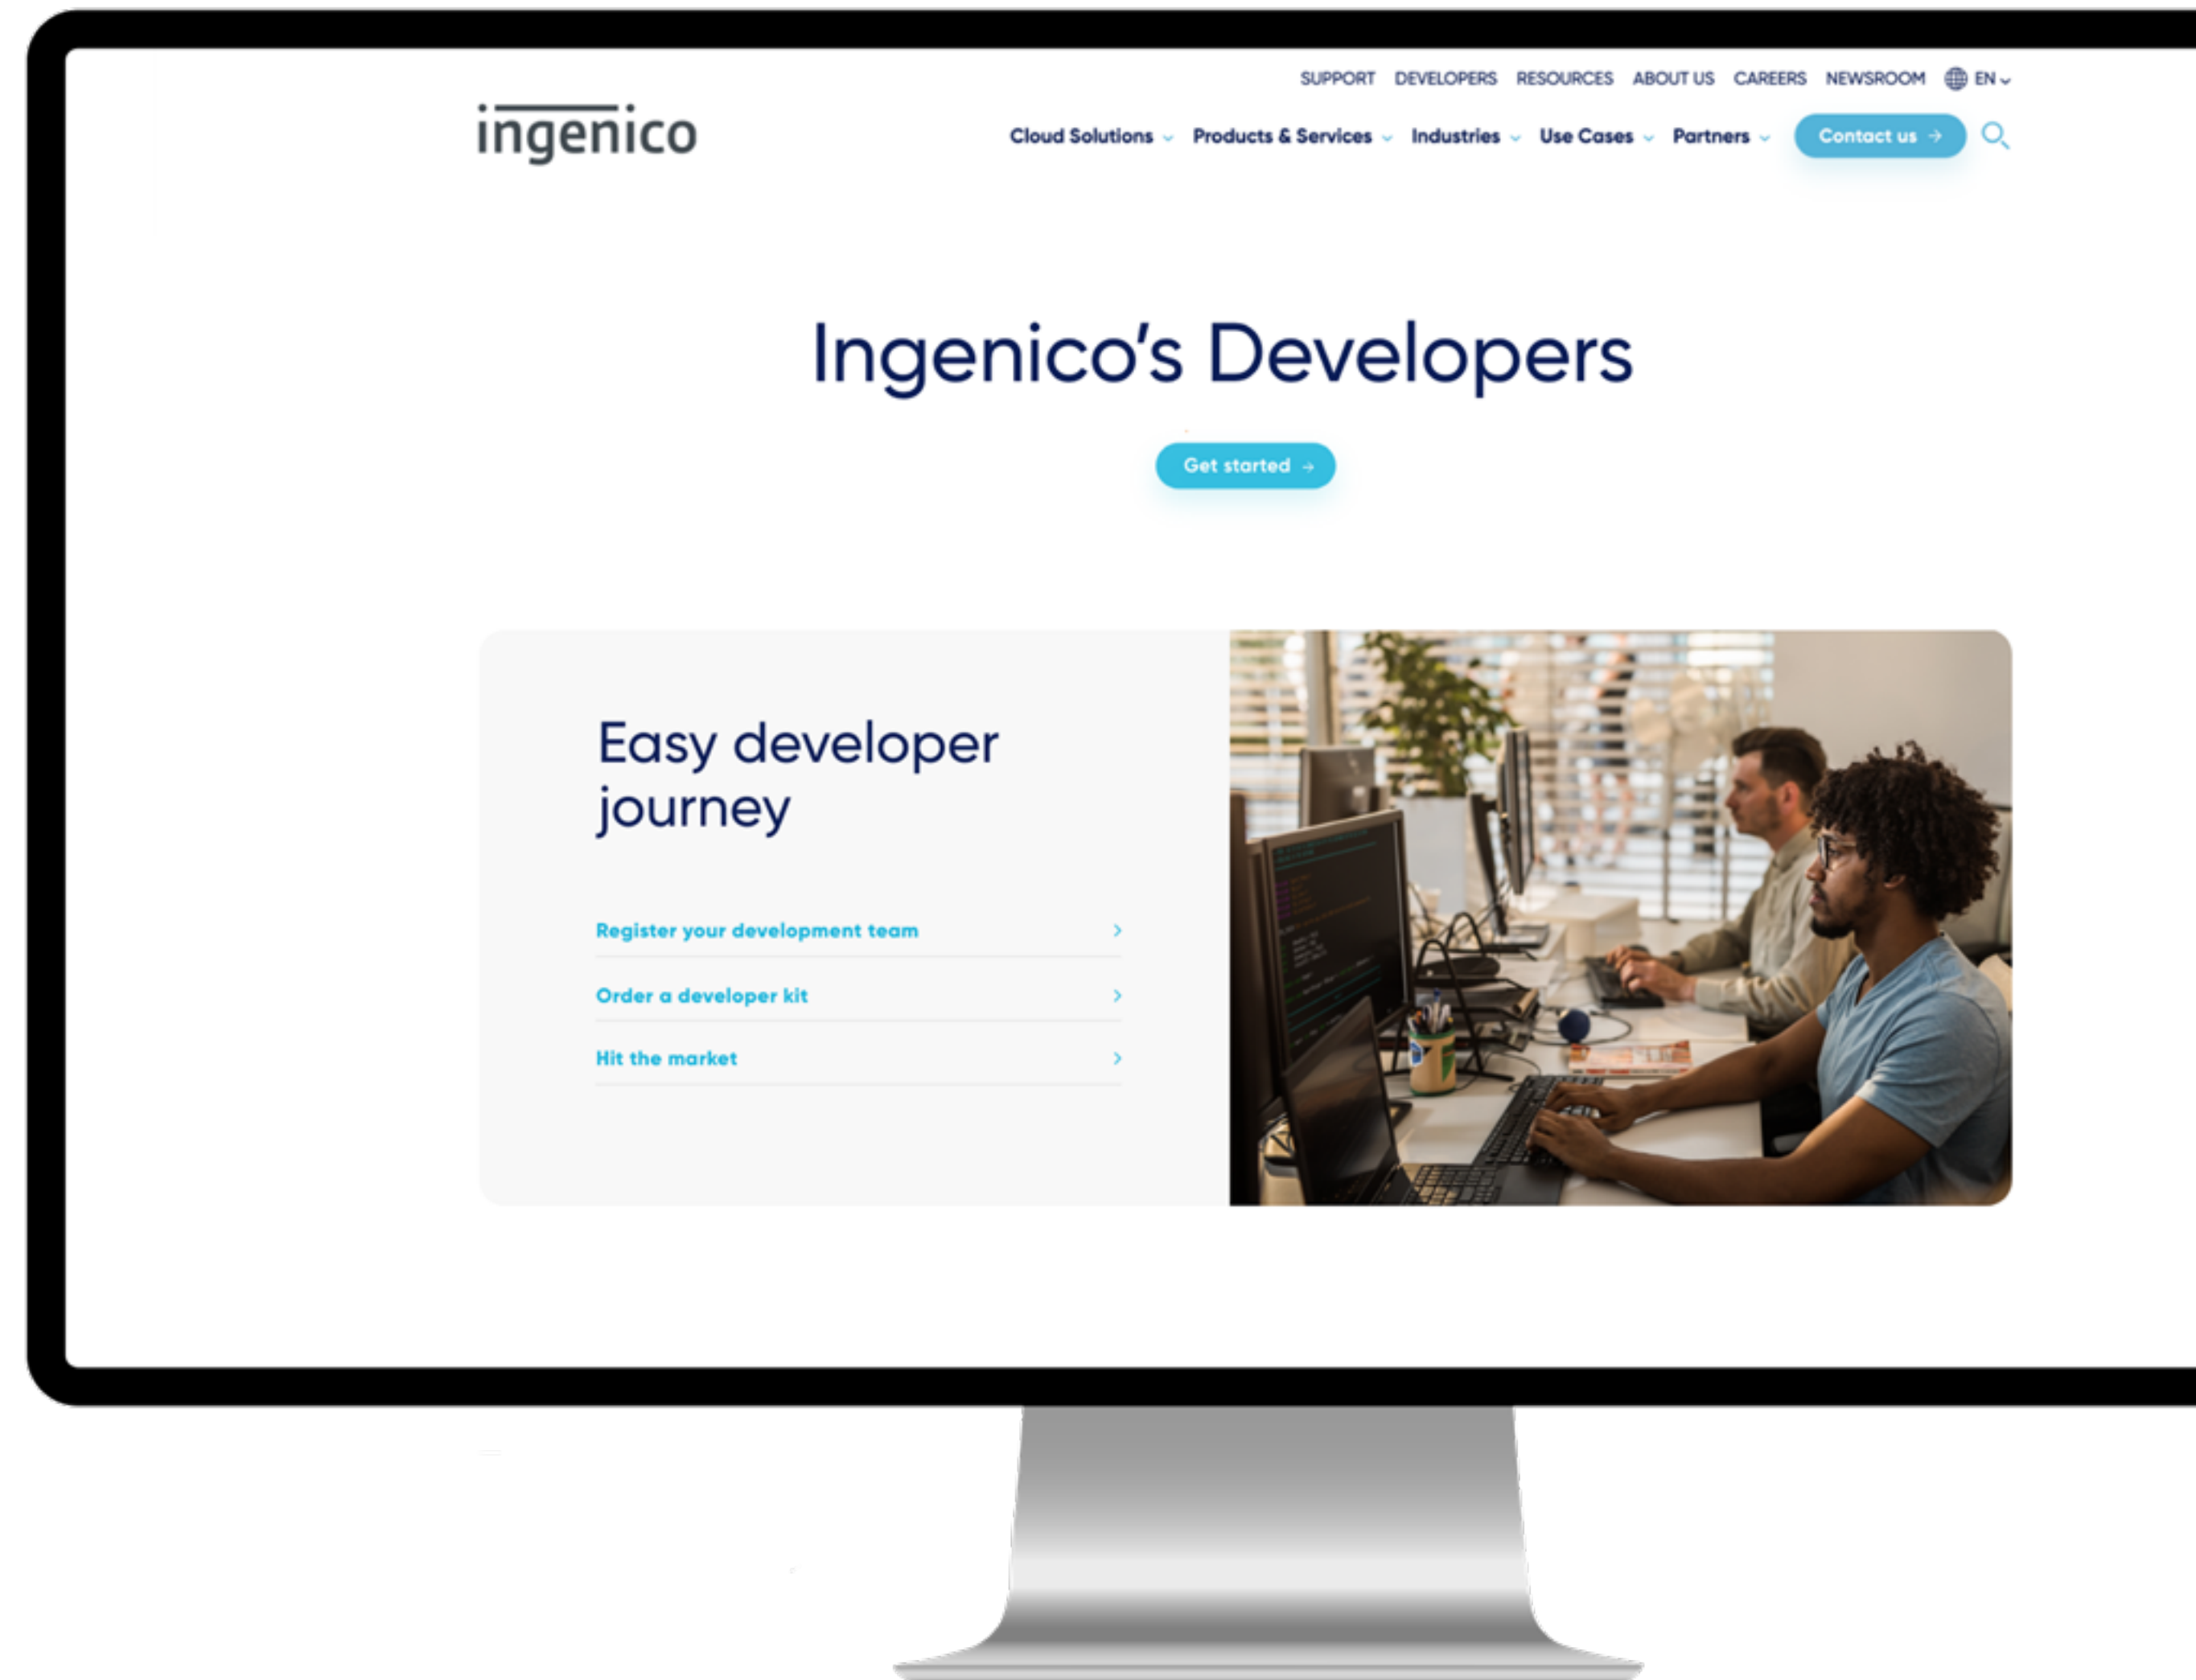 SUPPORT DEVELOPERS RESOURCES ABOUT US CAREERS NEWSROOM EN
ingenico
Cloud Solutions Products & Services Industries Use Cases Partners Contact us →
Ingenico’s Developers
Get started →
Easy developer
journey
Register your development team
Order a developer kit
Hit the market